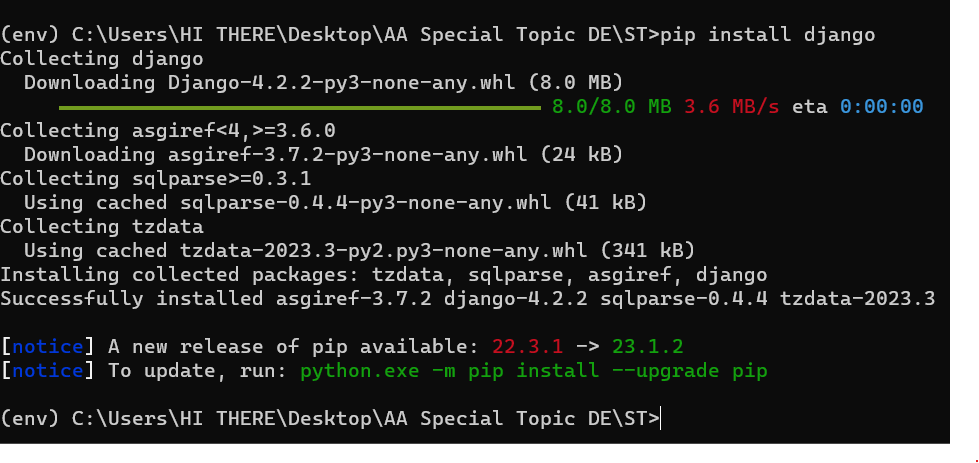 (env) C:\Users\HI THERE\Desktop\AA Special Topic DE\ST>pip install django
Collecting django
  Downloading Django-4.2.2-py3-none-any.whl (8.0 MB)
     8.0/8.0 MB 3.6 MB/s eta 0:00:00
Collecting asgiref<4,>=3.6.0
  Downloading asgiref-3.7.2-py3-none-any.whl (24 kB)
Collecting sqlparse>=0.3.1
  Using cached sqlparse-0.4.4-py3-none-any.whl (41 kB)
Collecting tzdata
  Using cached tzdata-2023.3-py2.py3-none-any.whl (341 kB)
Installing collected packages: tzdata, sqlparse, asgiref, django
Successfully installed asgiref-3.7.2 django-4.2.2 sqlparse-0.4.4 tzdata-2023.3
[notice] A new release of pip available: 22.3.1 -> 23.1.2
[notice] To update, run: python.exe -m pip install --upgrade pip
(env) C:\Users\HI THERE\Desktop\AA Special Topic DE\ST>